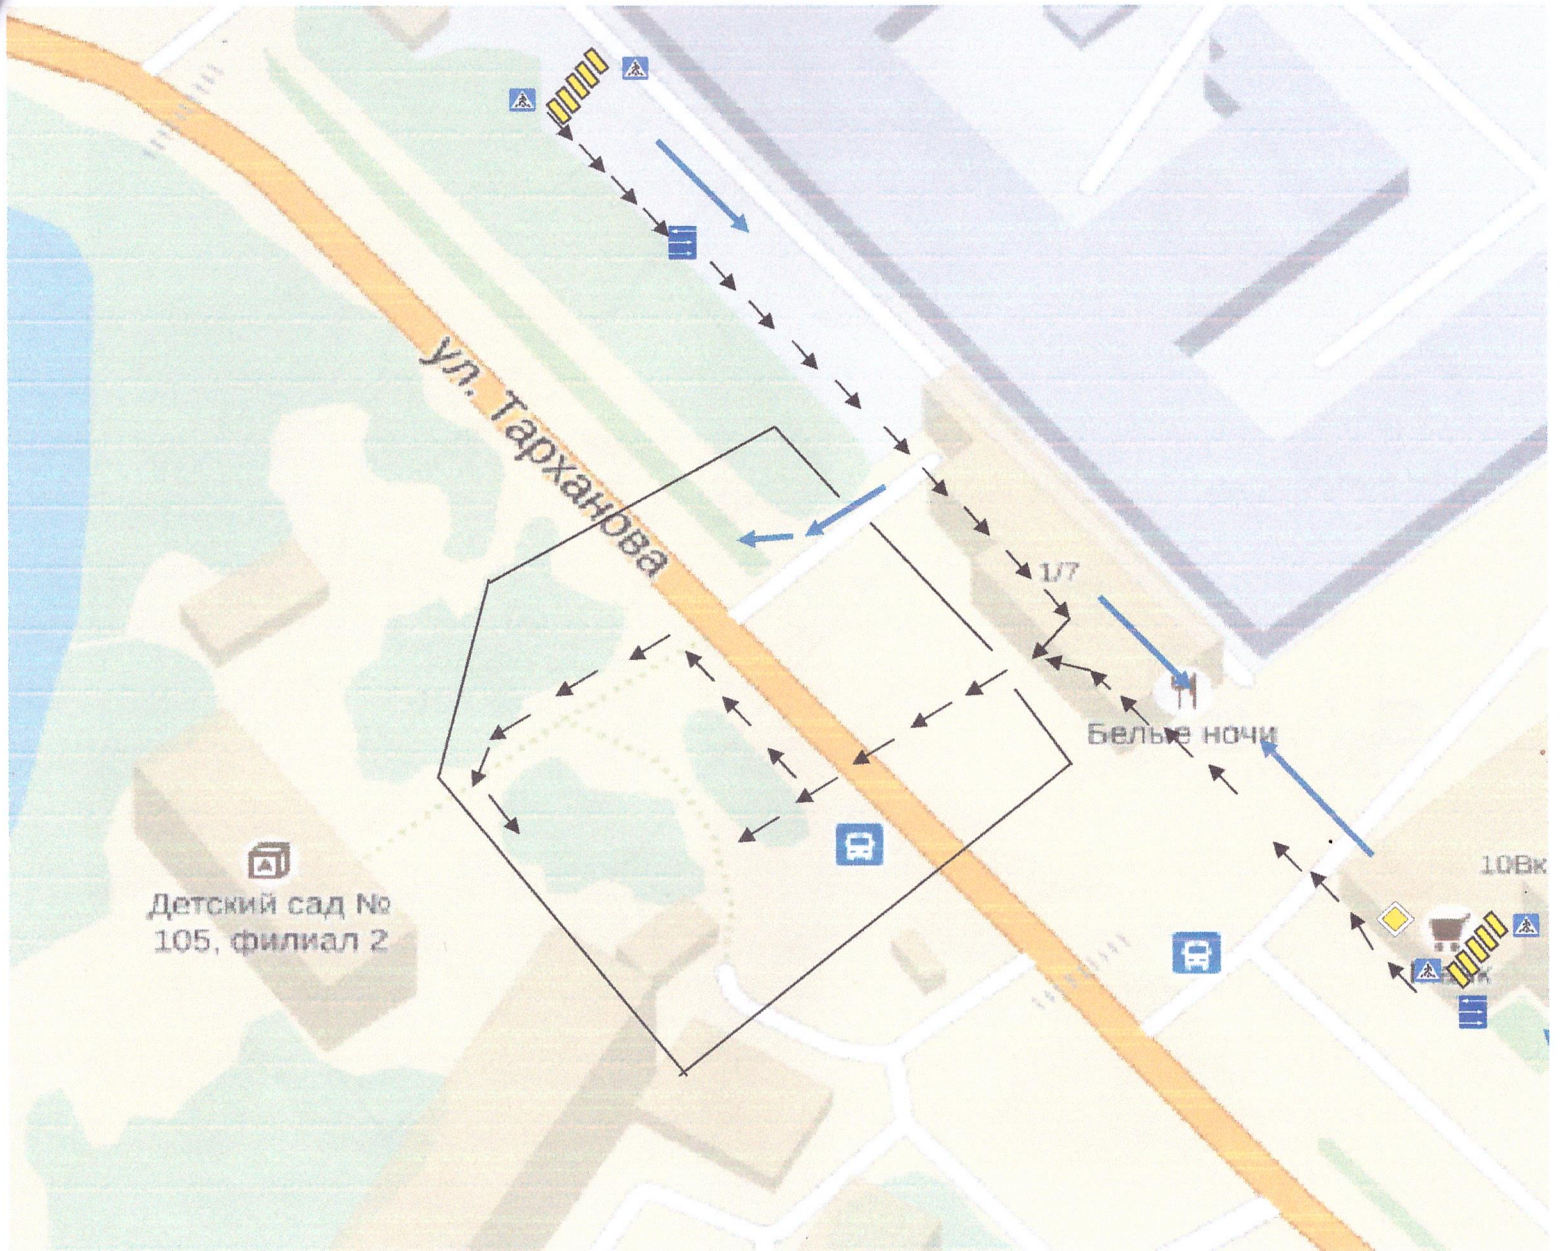 ул. Тарханова
1/7
Белые ночи
10Вк
Детский сад №
105, филиал 2